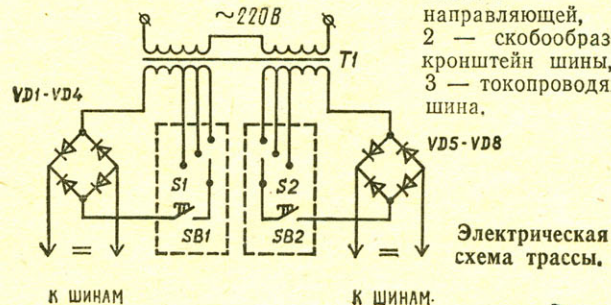 ~220В
направляющей,
2 — скобообраз
кронштейн шины,
3 — токопроводя
шина.
T1
VD1-VD4
VD5-VD8
S1
S2
SB1
SB2
=
=
Электрическая
схема трассы.
К ШИНАМ
К ШИНАМ.